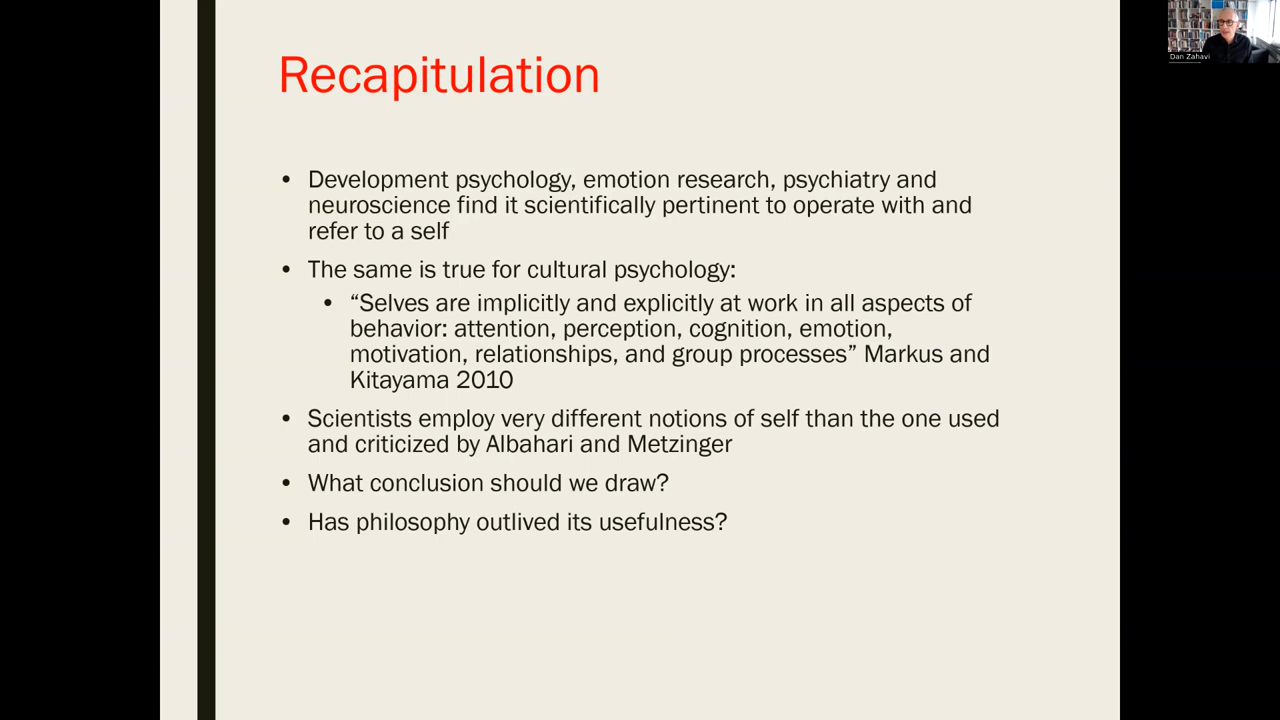 Recapitulation
• Development psychology, emotion research, psychiatry and
neuroscience find it scientifically pertinent to operate with and
refer to a self
• The same is true for cultural psychology:
• “Selves are implicitly and explicitly at work in all aspects of
behavior: attention, perception, cognition, emotion,
motivation, relationships, and group processes” Markus and
Kitayama 2010
• Scientists employ very different notions of self than the one used
and criticized by Albahari and Metzinger
• What conclusion should we draw?
• Has philosophy outlived its usefulness?
Dan Zahavi